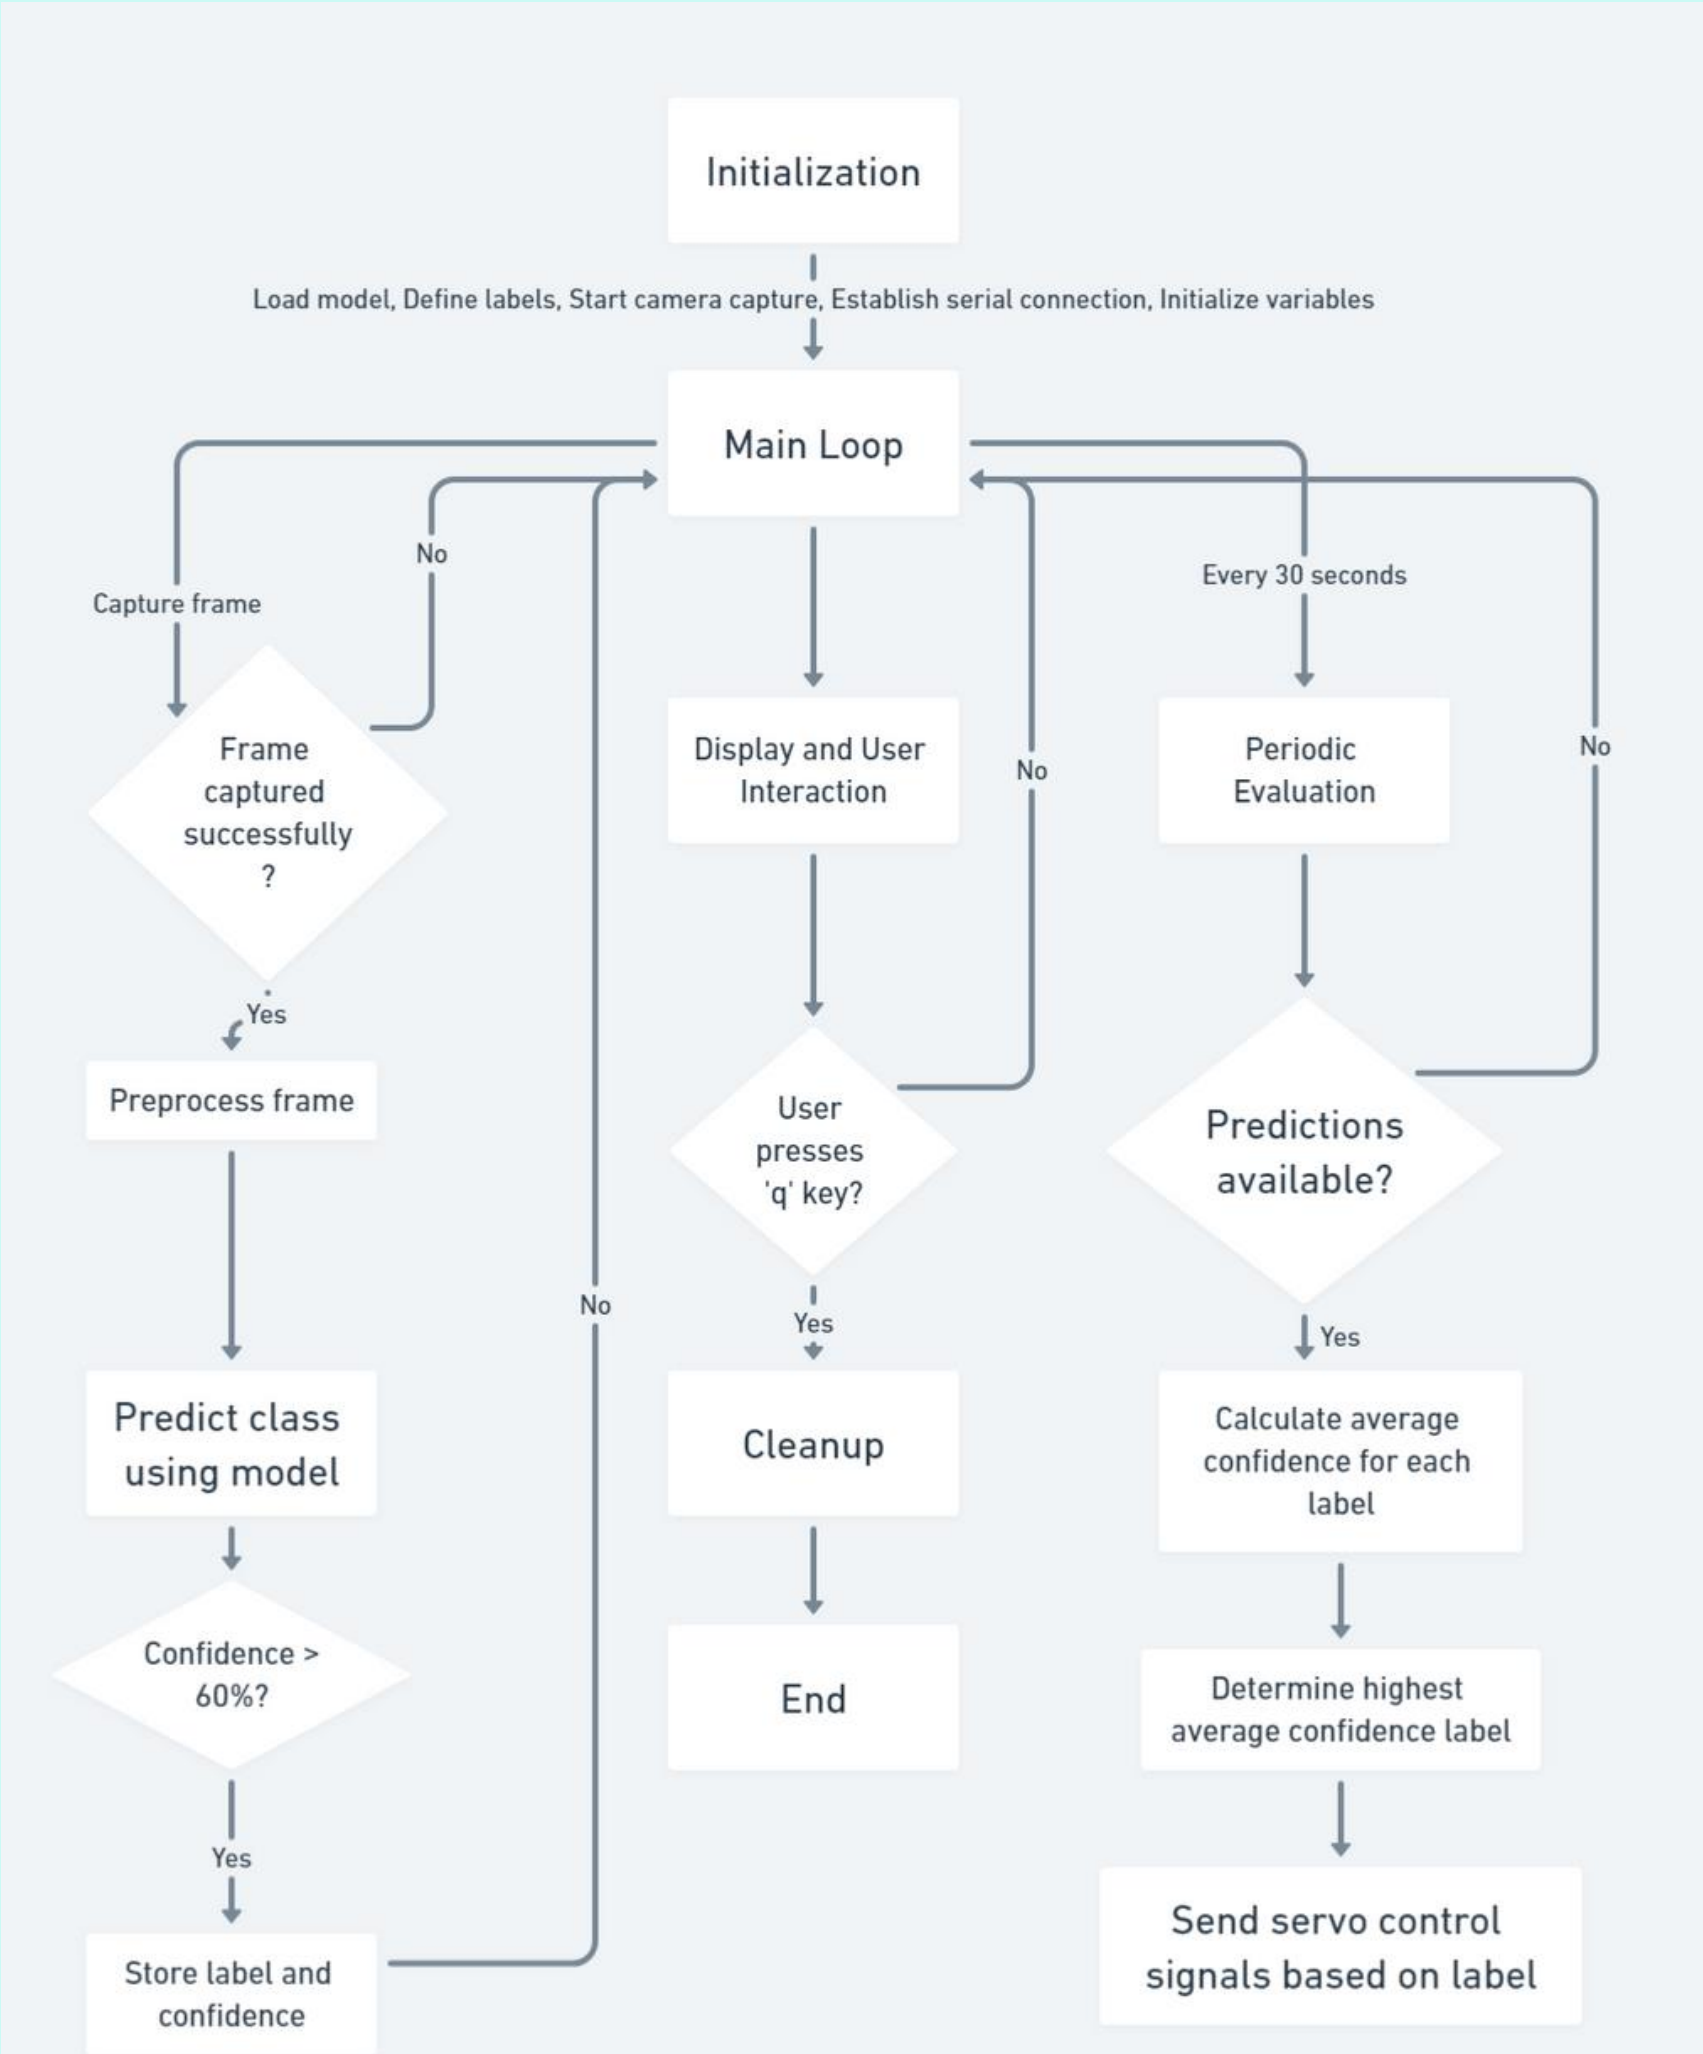 Initialization
Load model, Define labels, Start camera capture, Establish serial connection, Initialize variables
Main Loop
No
Capture frame
Every 30 seconds
Frame
captured
successfully
?
Display and User
Interaction
No
Periodic
Evaluation
No
Yes
Preprocess frame
User
presses
'q' key?
Predictions
available?
No
Yes
Yes
Predict class
using model
Cleanup
Calculate average
confidence for each
label
Confidence >
60%?
End
Determine highest
average confidence label
Yes
Store label and
confidence
Send servo control
signals based on label